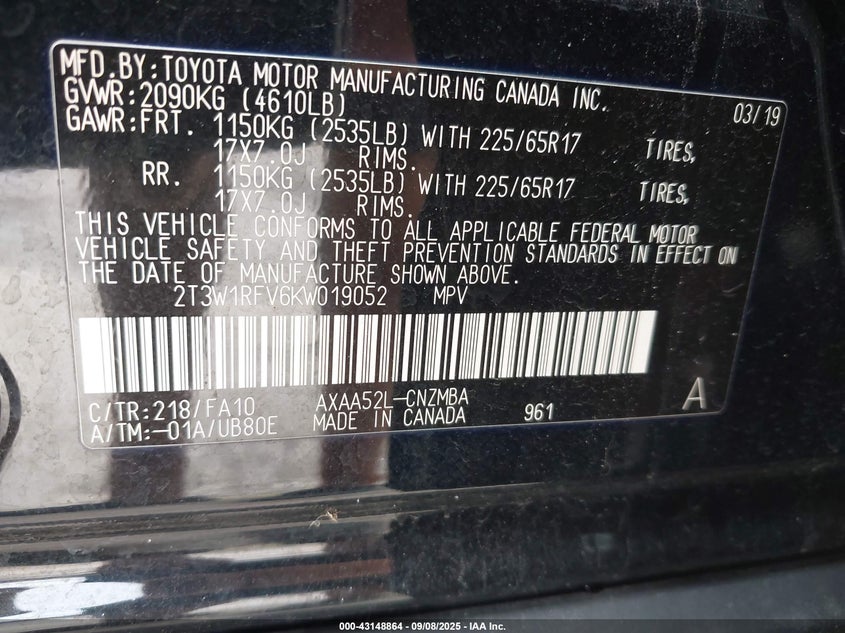 MFD.BY:TOYOTA MOTOR MANUFACTURING CANADA INC.
GVWR:2090KG (4610LB) 03/19
GAWR:FRT. 1150KG (2535LB) WITH 225/65R17 TIRES,
17X7.0J RIMS.
RR. 1150KG (2535LB) WITH 225/65R17 TIRES,
17X7.0J RIMS.
THIS VEHICLE CONFORMS TO ALL APPLICABLE FEDERAL MOTOR
VEHICLE SAFETY AND THEFT PREVENTION STANDARDS IN EFFECT ON
THE DATE OF MANUFACTURE SHOWN ABOVE.
2T3W1RFV6KW019052 MPV
C/TR:218/FA10 AXAA52L-CNZMBA
A/TM:-01A/UB80E MADE IN CANADA 961 A
000-43148864 - 09/08/2025 - IAA Inc.